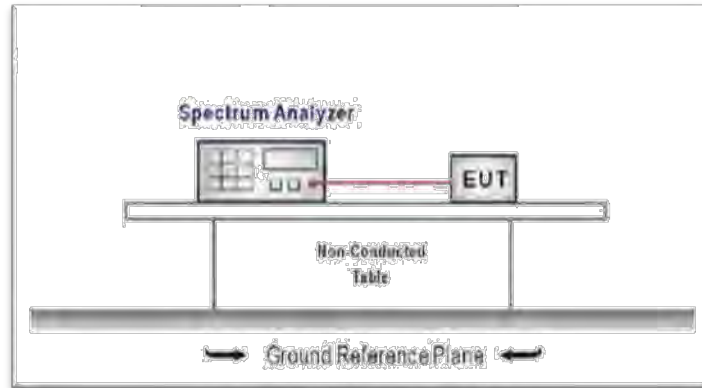 Spectrum Analyzer
EUT
Non-Conducted
Table
Ground Reference Plane